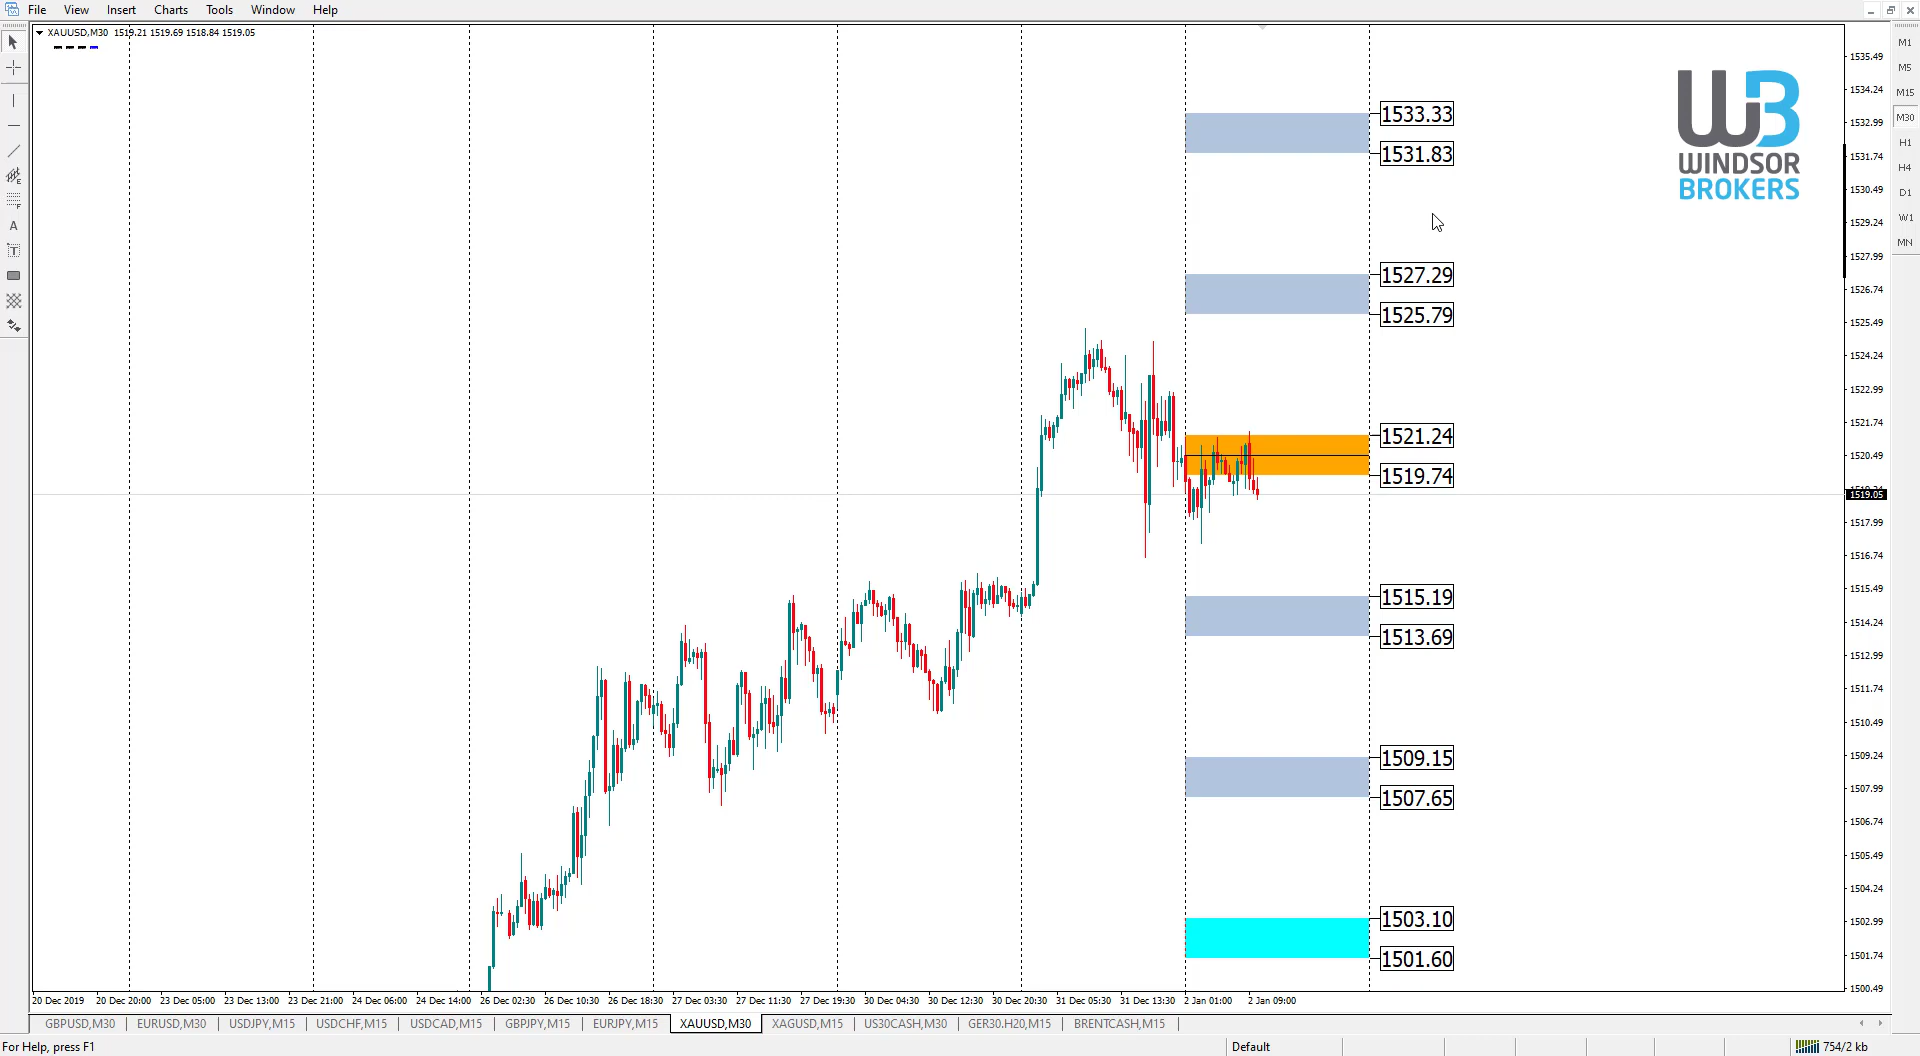 File View Insert Charts Tools Window Help
XAUUSD,M30 1519.21 1519.69 1518.84 1519.05
WINDSOR
BROKERS
1533.33
1531.83
1527.29
1525.79
1521.24
1519.74
1515.19
1513.69
1509.15
1507.65
1503.10
1501.60
1535.49
1534.24
1532.99
1531.74
1530.49
1529.24
1527.99
1526.74
1525.49
1524.24
1522.99
1521.74
1520.49
1519.05
1517.99
1516.74
1515.49
1514.24
1512.99
1511.74
1510.49
1509.24
1507.99
1506.74
1505.49
1504.24
1502.99
1501.74
1500.49
M1
M5
M15
M30
H1
H4
D1
W1
MN
20 Dec 2019 20 Dec 20:00 23 Dec 05:00 23 Dec 13:00 23 Dec 21:00 24 Dec 06:00 24 Dec 14:00 26 Dec 02:30 26 Dec 10:30 26 Dec 18:30 27 Dec 03:30 27 Dec 11:30 27 Dec 19:30 30 Dec 04:30 30 Dec 12:30 30 Dec 20:30 31 Dec 05:30 31 Dec 13:30 2 Jan 01:00 2 Jan 09:00
GBPUSD,M30 EURUSD,M30 USDJPY,M15 USDCHF,M15 USDCAD,M15 GBPJPY,M15 EURJPY,M15 XAUUSD,M30 XAGUSD,M15 US30CASH,M30 GER30.H20,M15 BRENTCASH,M15
For Help, press F1 Default 754/2 kb